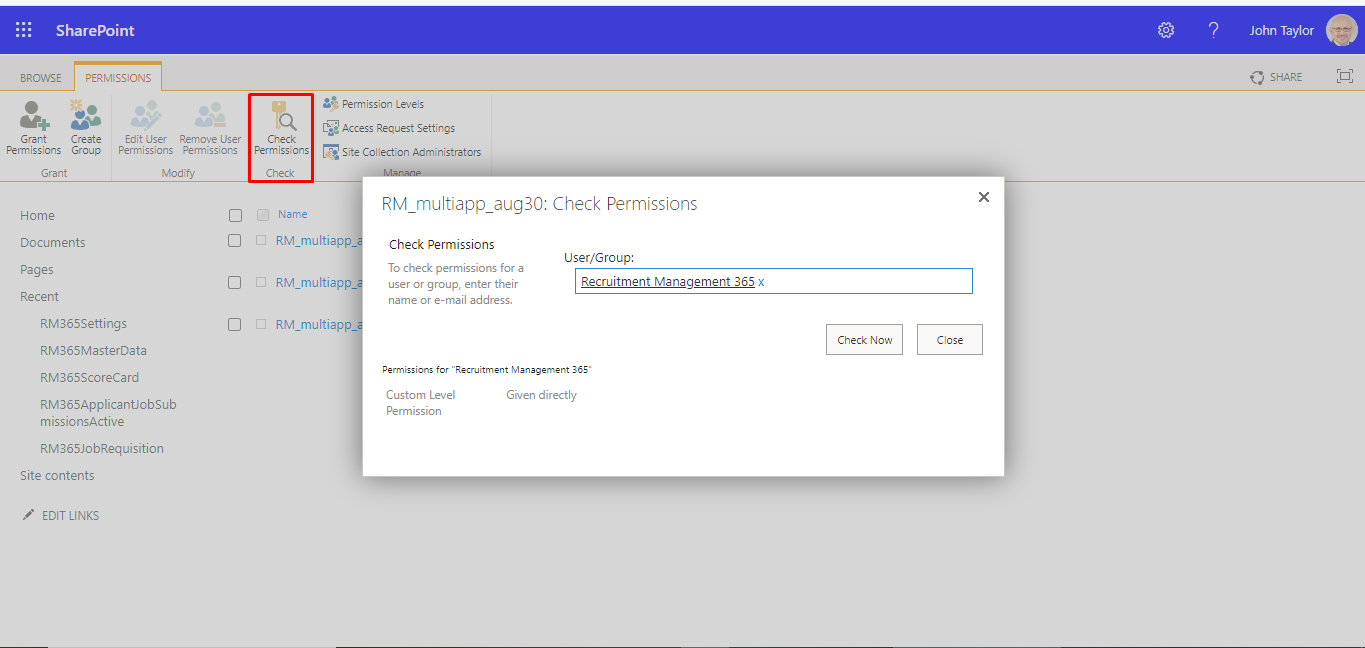 SharePoint
? John Taylor
BROWSE PERMISSIONS
SHARE
Grant
Permissions
Create
Group
Edit User
Permissions
Remove User
Permissions
Check
Permissions
Permission Levels
Access Request Settings
Site Collection Administrators
Grant
Modify
Check
Manage
Home
Documents
Pages
Recent
RM365Settings
RM365MasterData
RM365ScoreCard
RM365ApplicantJobSub
missionsActive
RM365JobRequisition
Site contents
EDIT LINKS
Name
RM_multiapp_a
RM_multiapp_a
RM_multiapp_a
RM_multiapp_aug30: Check Permissions
Check Permissions
To check permissions for a
user or group, enter their
name or e-mail address.
User/Group:
Recruitment Management 365 x
Check Now
Close
Permissions for "Recruitment Management 365"
Custom Level
Permission
Given directly